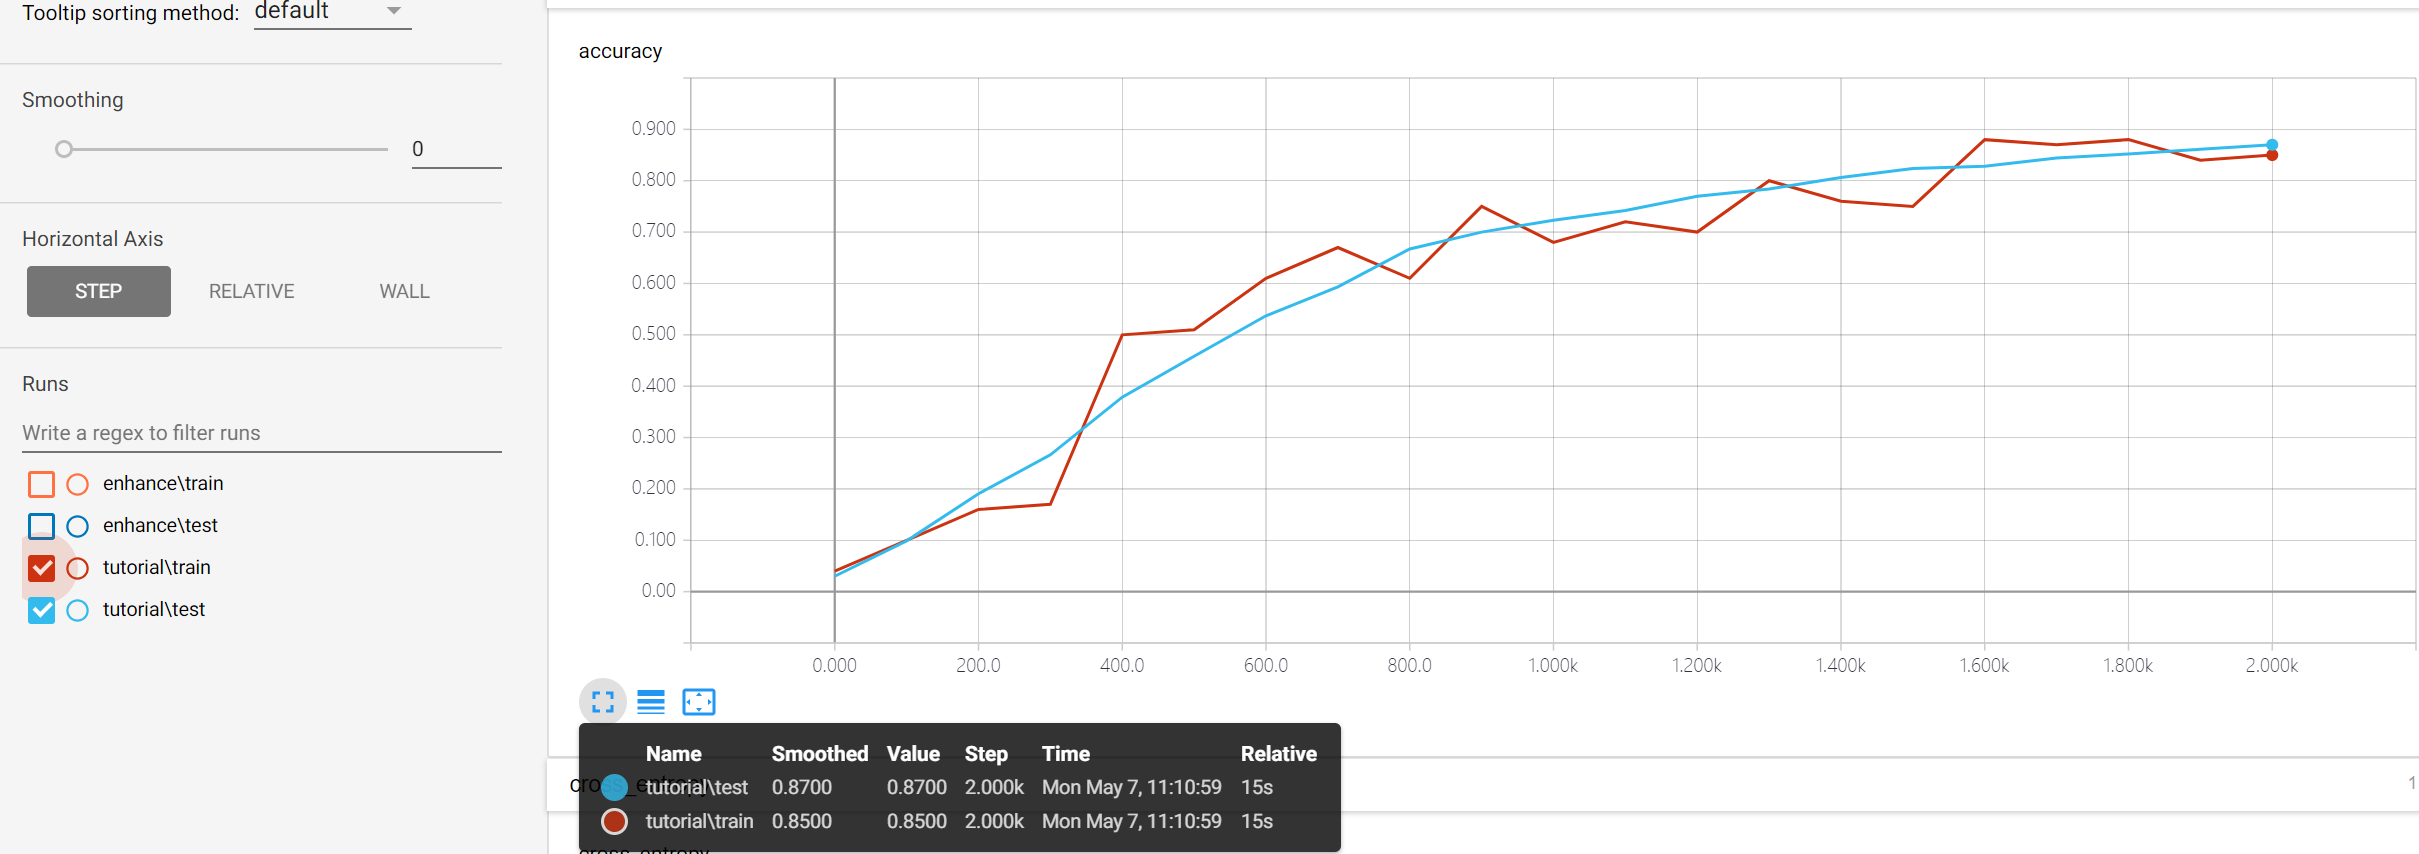 Tooltip sorting method: default
Smoothing
0
Horizontal Axis
STEP RELATIVE WALL
Runs
Write a regex to filter runs
enhance\train
enhance\test
tutorial\train
tutorial\test
accuracy
0.900
0.800
0.700
0.600
0.500
0.400
0.300
0.200
0.100
0.00
0.000 200.0 400.0 600.0 800.0 1.000k 1.200k 1.400k 1.600k 1.800k 2.000k
Name Smoothed Value Step Time Relative
tutorial\test 0.8700 0.8700 2.000k Mon May 7, 11:10:59 15s
tutorial\train 0.8500 0.8500 2.000k Mon May 7, 11:10:59 15s
cross_entropy
1
cross_entropy